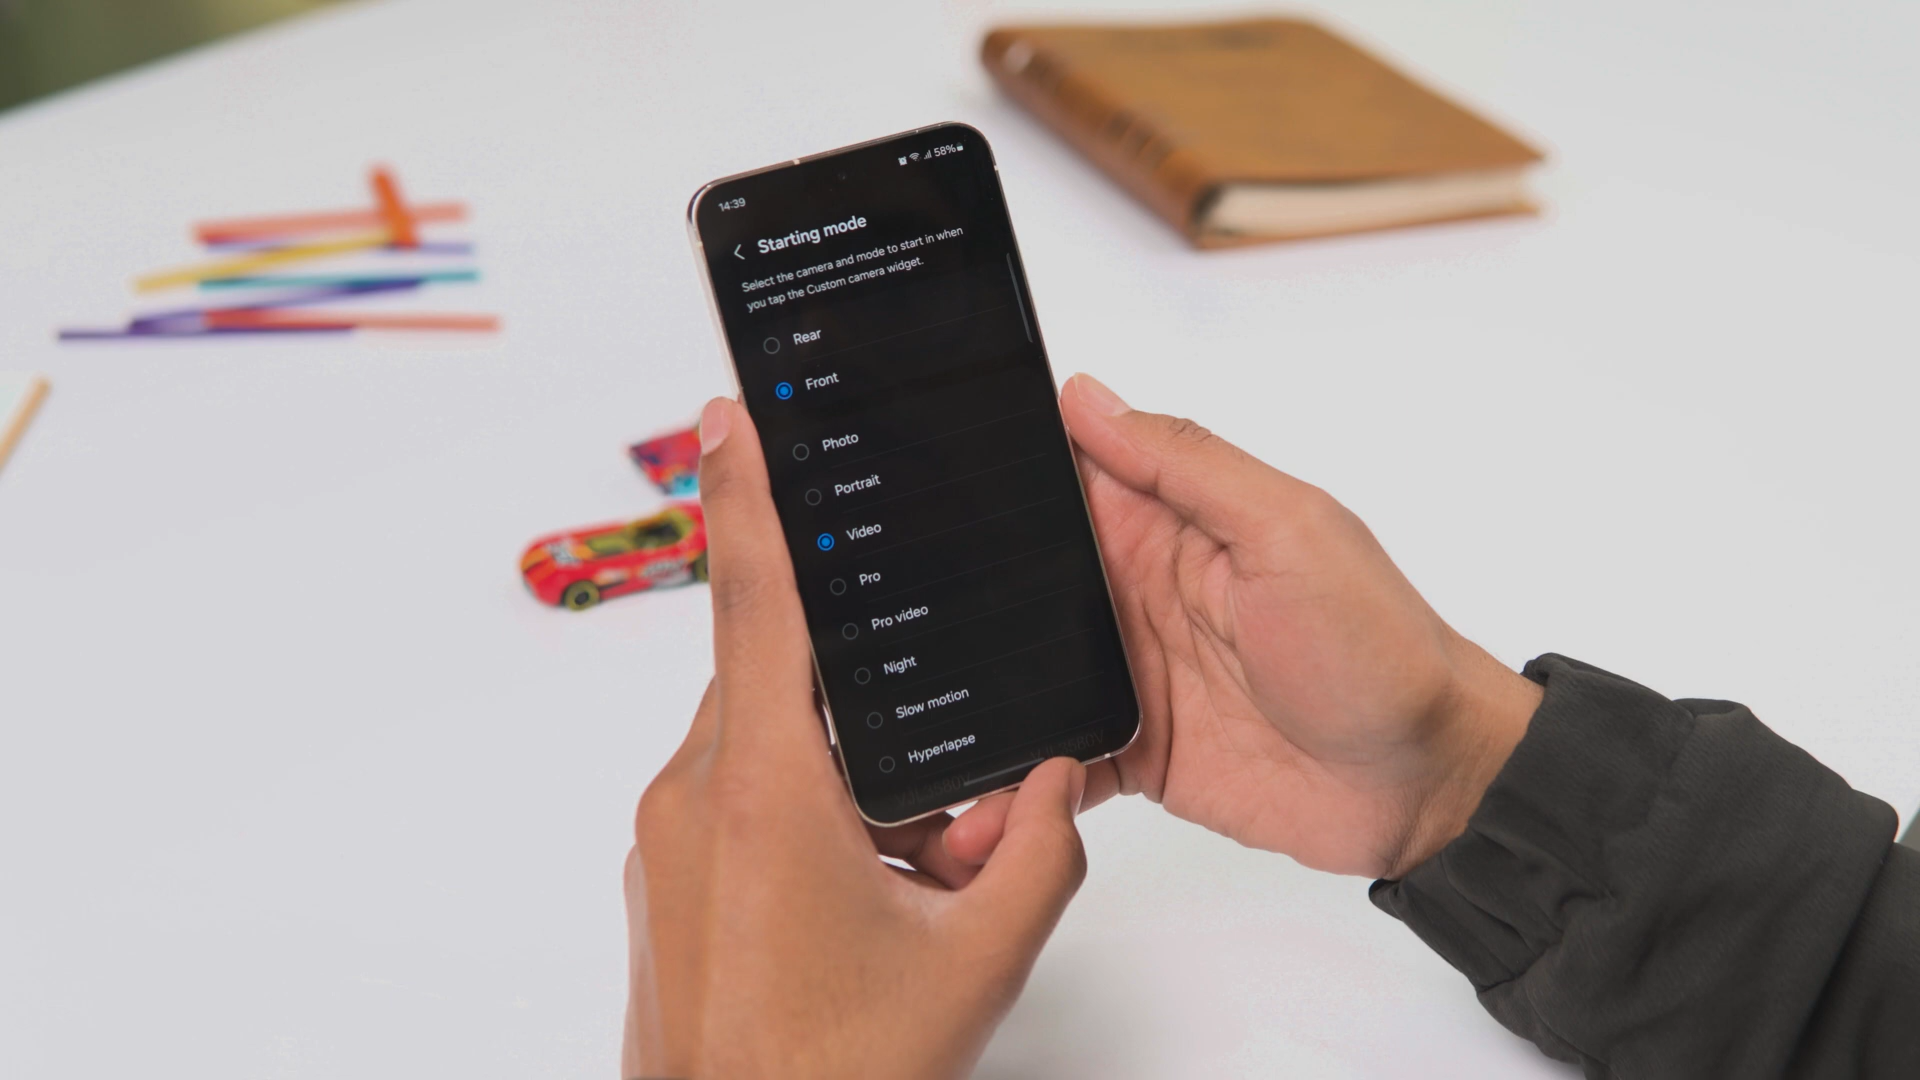 14:39
58%
Starting mode
Select the camera and mode to start in when
you tap the Custom camera widget.
Rear
Front
Photo
Portrait
Video
Pro
Pro video
Night
Slow motion
Hyperlapse